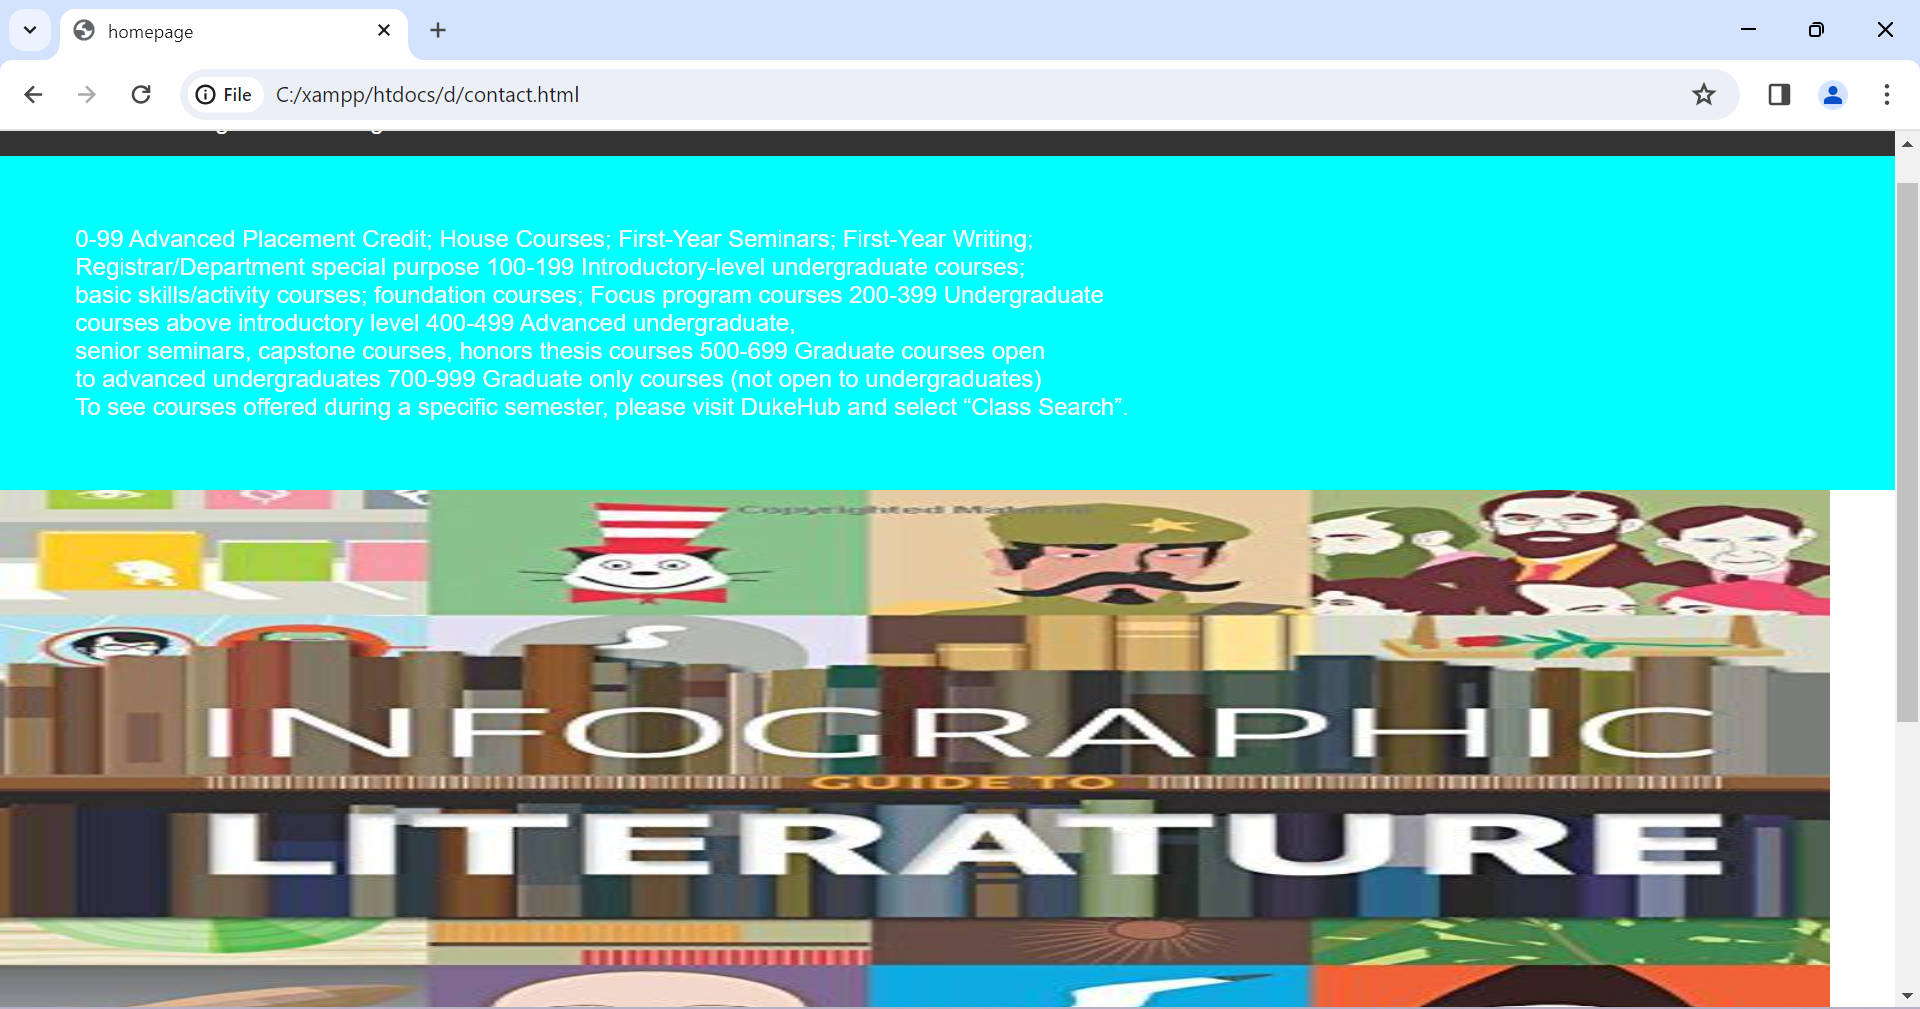 homepage
File
C:/xampp/htdocs/d/contact.html
0-99 Advanced Placement Credit; House Courses; First-Year Seminars; First-Year Writing;
Registrar/Department special purpose 100-199 Introductory-level undergraduate courses;
basic skills/activity courses; foundation courses; Focus program courses 200-399 Undergraduate
courses above introductory level 400-499 Advanced undergraduate,
senior seminars, capstone courses, honors thesis courses 500-699 Graduate courses open
to advanced undergraduates 700-999 Graduate only courses (not open to undergraduates)
To see courses offered during a specific semester, please visit DukeHub and select “Class Search”.
Copyrighted Material
INFOGRAPHIC
GUIDE TO
LITERATURE